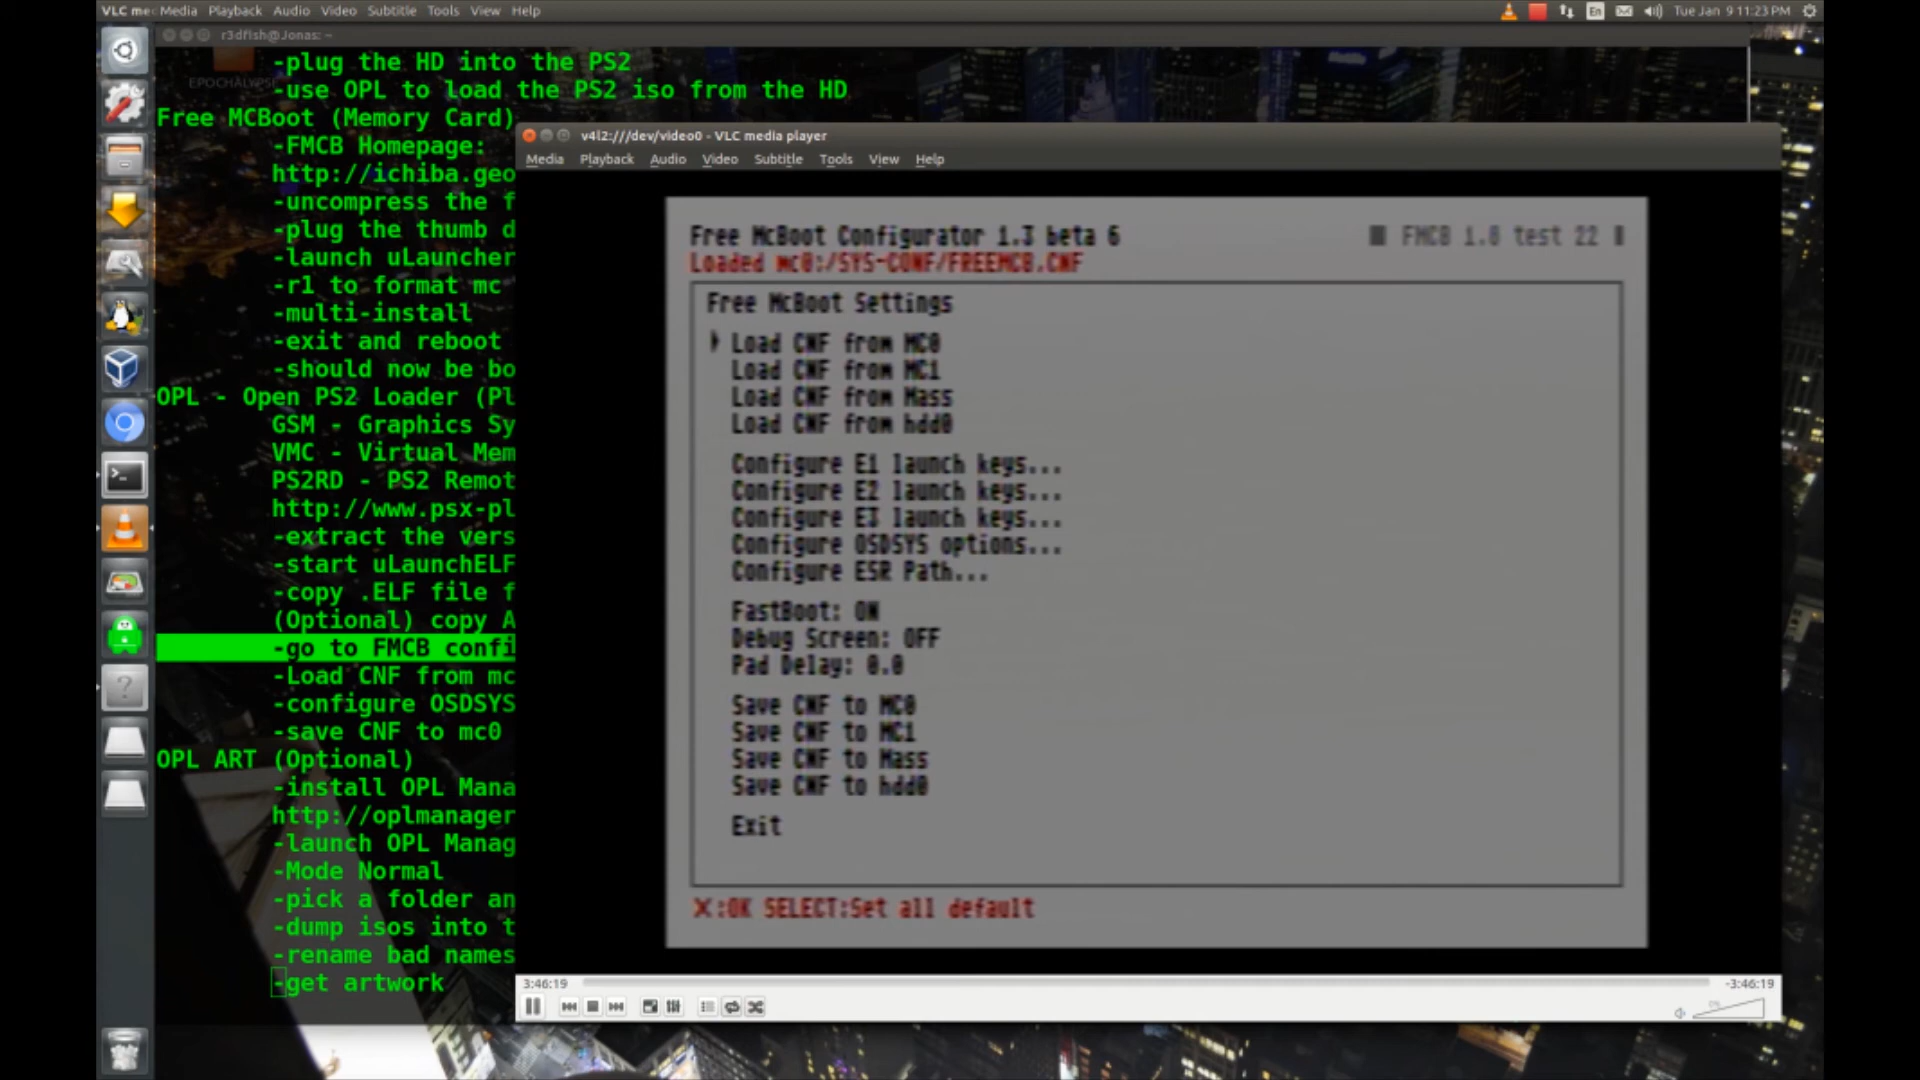 VLC me Media Playback Audio Video Subtitle Tools View Help
En Tue Jan 9 11:23 PM
r3dfish@Jonas: ~
-plug the HD into the PS2
-use OPL to load the PS2 iso from the HD
Free MCBoot (Memory Card)
-FMCB Homepage:
http://ichiba.geo
-uncompress the f
-plug the thumb d
-launch uLauncher
-r1 to format mc
-multi-install
-exit and reboot
-should now be bo
OPL - Open PS2 Loader (Pl
GSM - Graphics Sy
VMC - Virtual Mem
PS2RD - PS2 Remot
http://www.psx-pl
-extract the vers
-start uLaunchELF
-copy .ELF file f
(Optional) copy A
-go to FMCB confi
-Load CNF from mc
-configure OSDSYS
-save CNF to mc0
OPL ART (Optional)
-install OPL Mana
http://oplmanager
-launch OPL Manag
-Mode Normal
-pick a folder an
-dump isos into t
-rename bad names
-get artwork
v4l2:///dev/video0 - VLC media player
Media Playback Audio Video Subtitle Tools View Help
Free McBoot Configurator 1.3 beta 6
FMCB 1.8 test 22
Loaded mc0:/SYS-CONF/FREEMCB.CNF
Free McBoot Settings
Load CNF from MC0
Load CNF from MC1
Load CNF from Mass
Load CNF from hdd0
Configure E1 launch keys...
Configure E2 launch keys...
Configure E3 launch keys...
Configure OSDSYS options...
Configure ESR Path...
FastBoot: ON
Debug Screen: OFF
Pad Delay: 0.0
Save CNF to MC0
Save CNF to MC1
Save CNF to Mass
Save CNF to hdd0
Exit
X:OK SELECT:Set all default
3:46:19
-3:46:19
0%